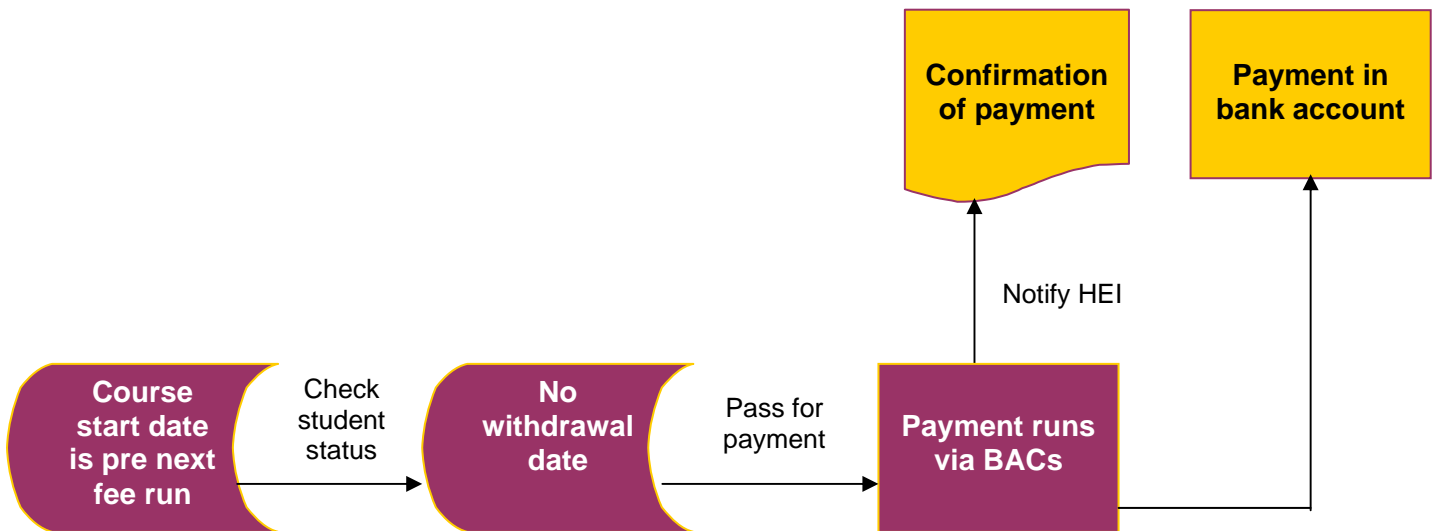 Confirmation
of payment
Payment in
bank account
Notify HEI
Course
start date
is pre next
fee run
Check
student
status
No
withdrawal
date
Pass for
payment
Payment runs
via BACs